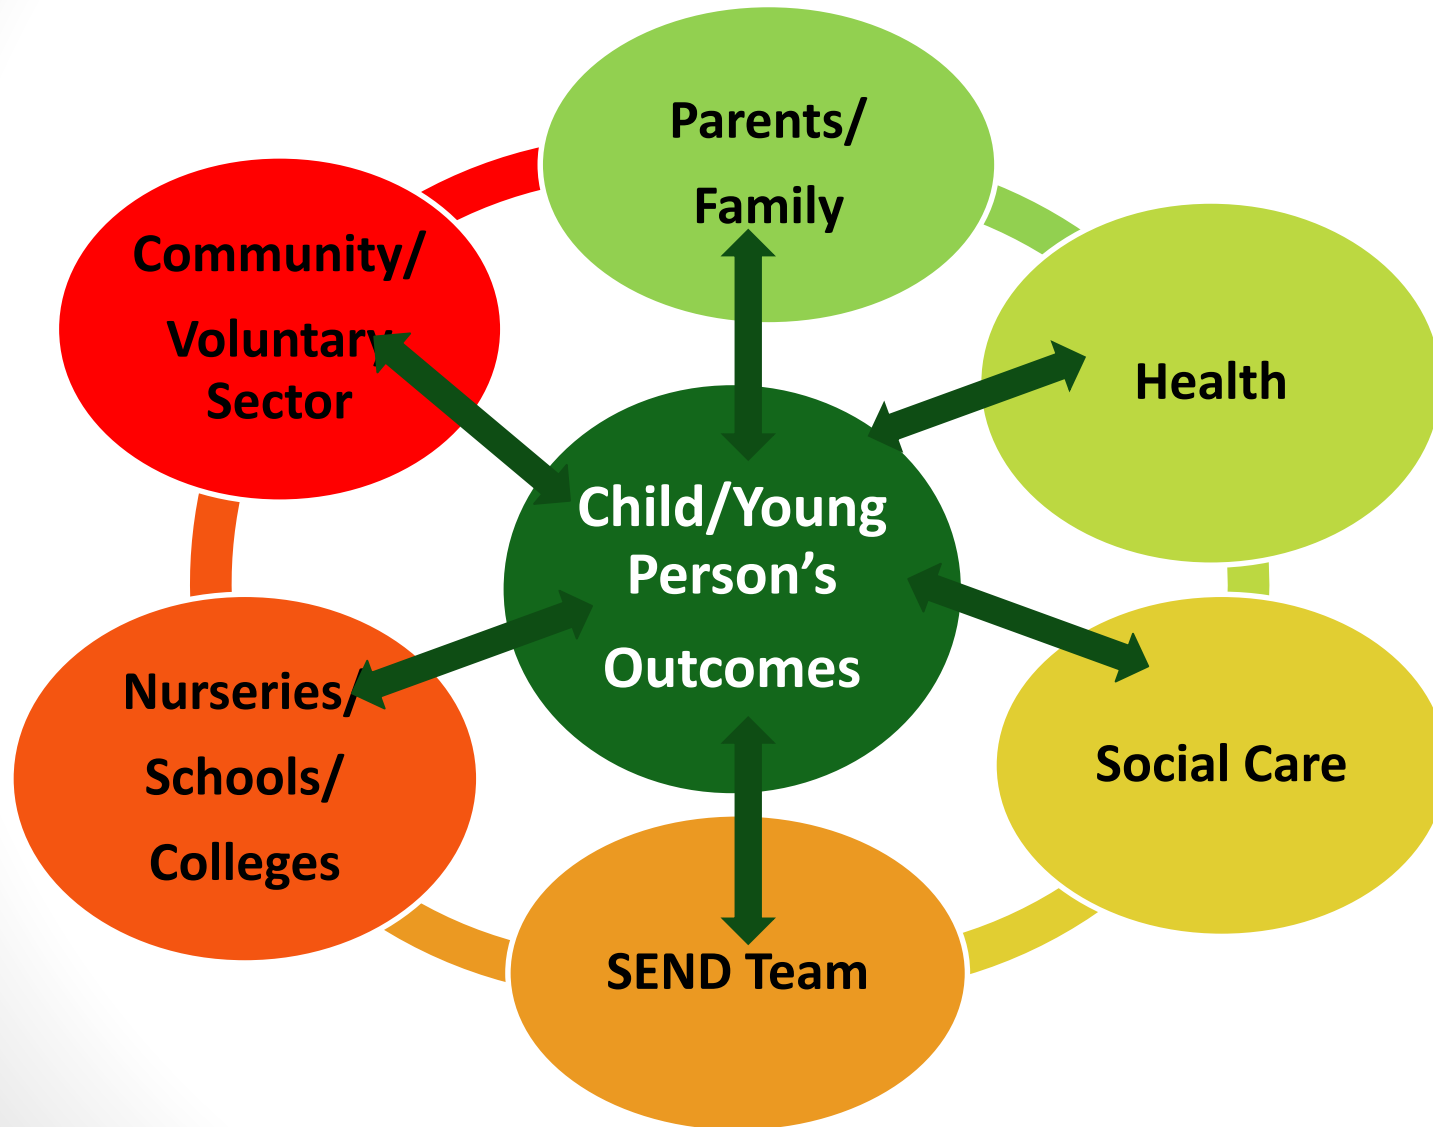 Parents/
Family
Community/
Voluntary
Sector
Health
Child/Young
Person’s
Outcomes
Nurseries/
Schools/
Colleges
Social Care
SEND Team